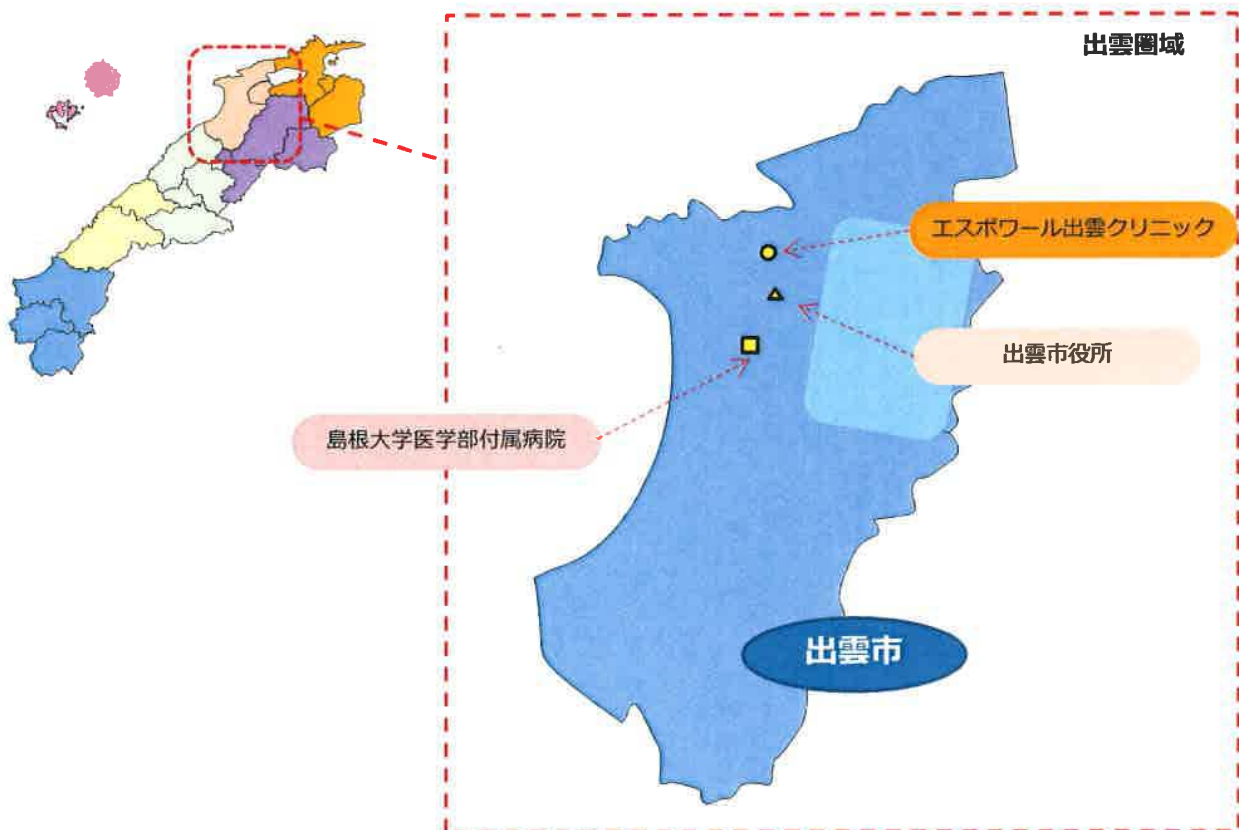 出雲圏域
エスポワール出雲クリニック
出雲市役所
島根大学医学部付属病院
出雲市